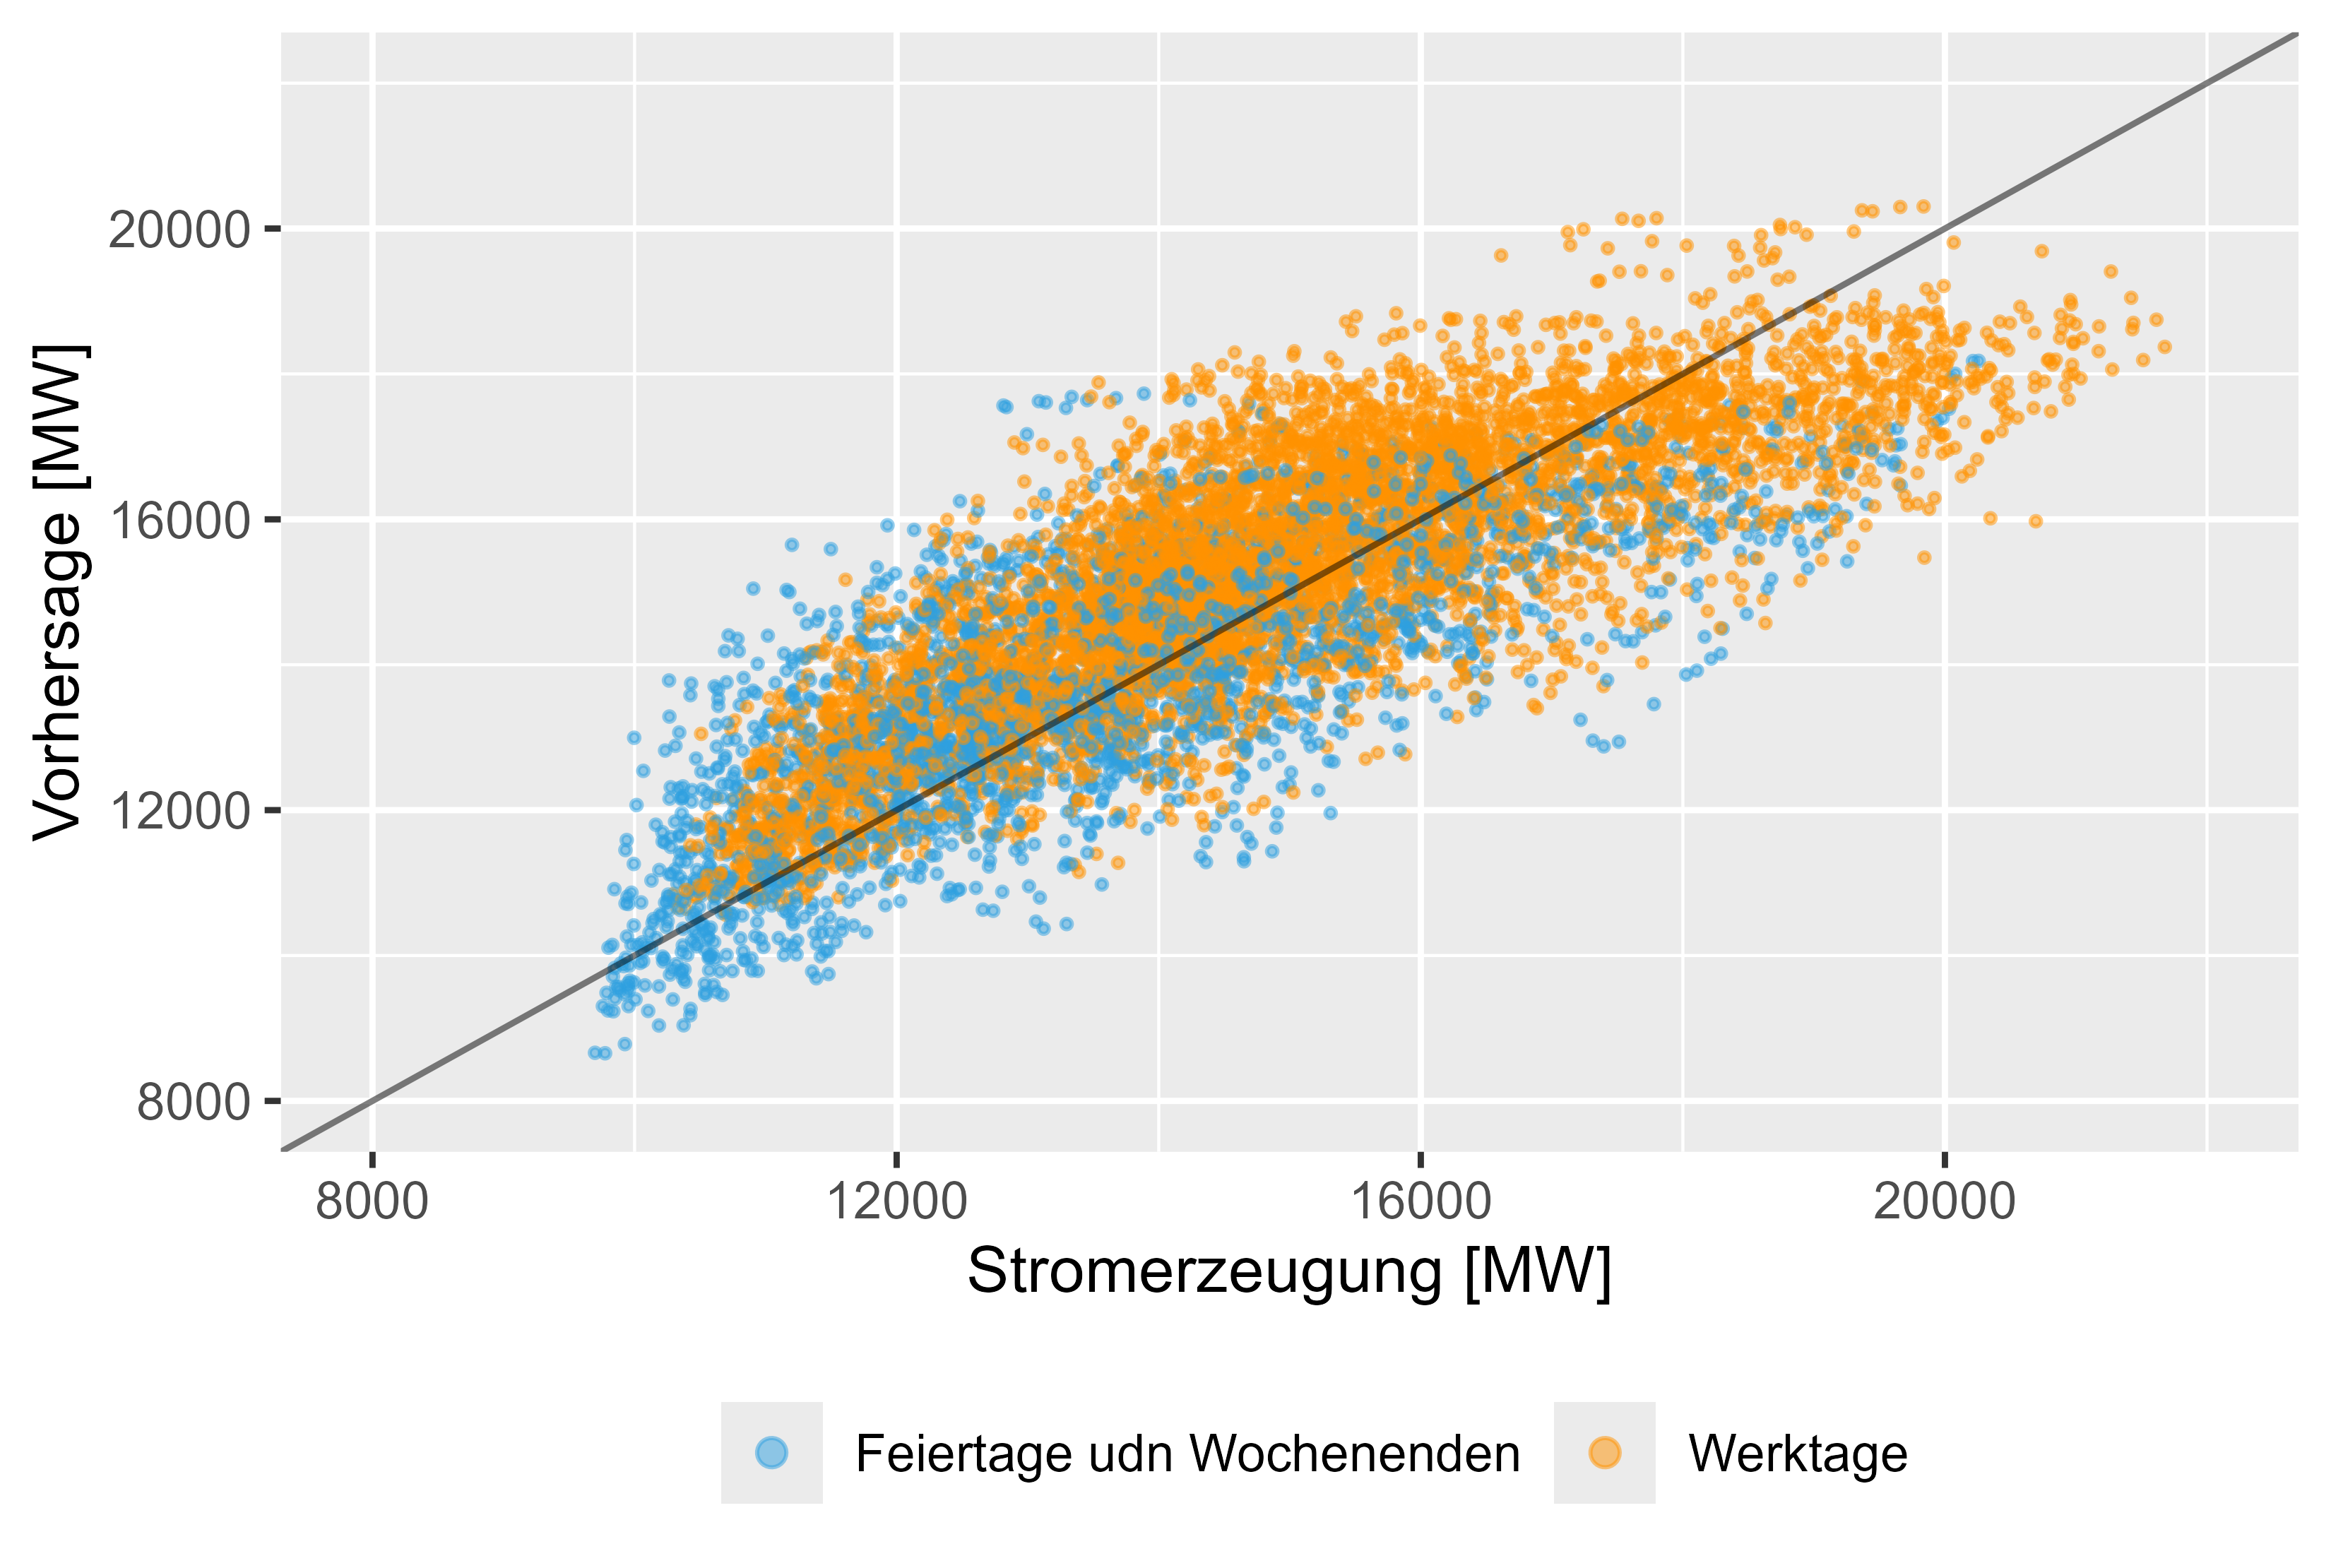 Vorhersage [MW]
20000
16000
12000
8000
8000 12000 16000 20000
Stromerzeugung [MW]
Feiertage udn Wochenenden Werktage